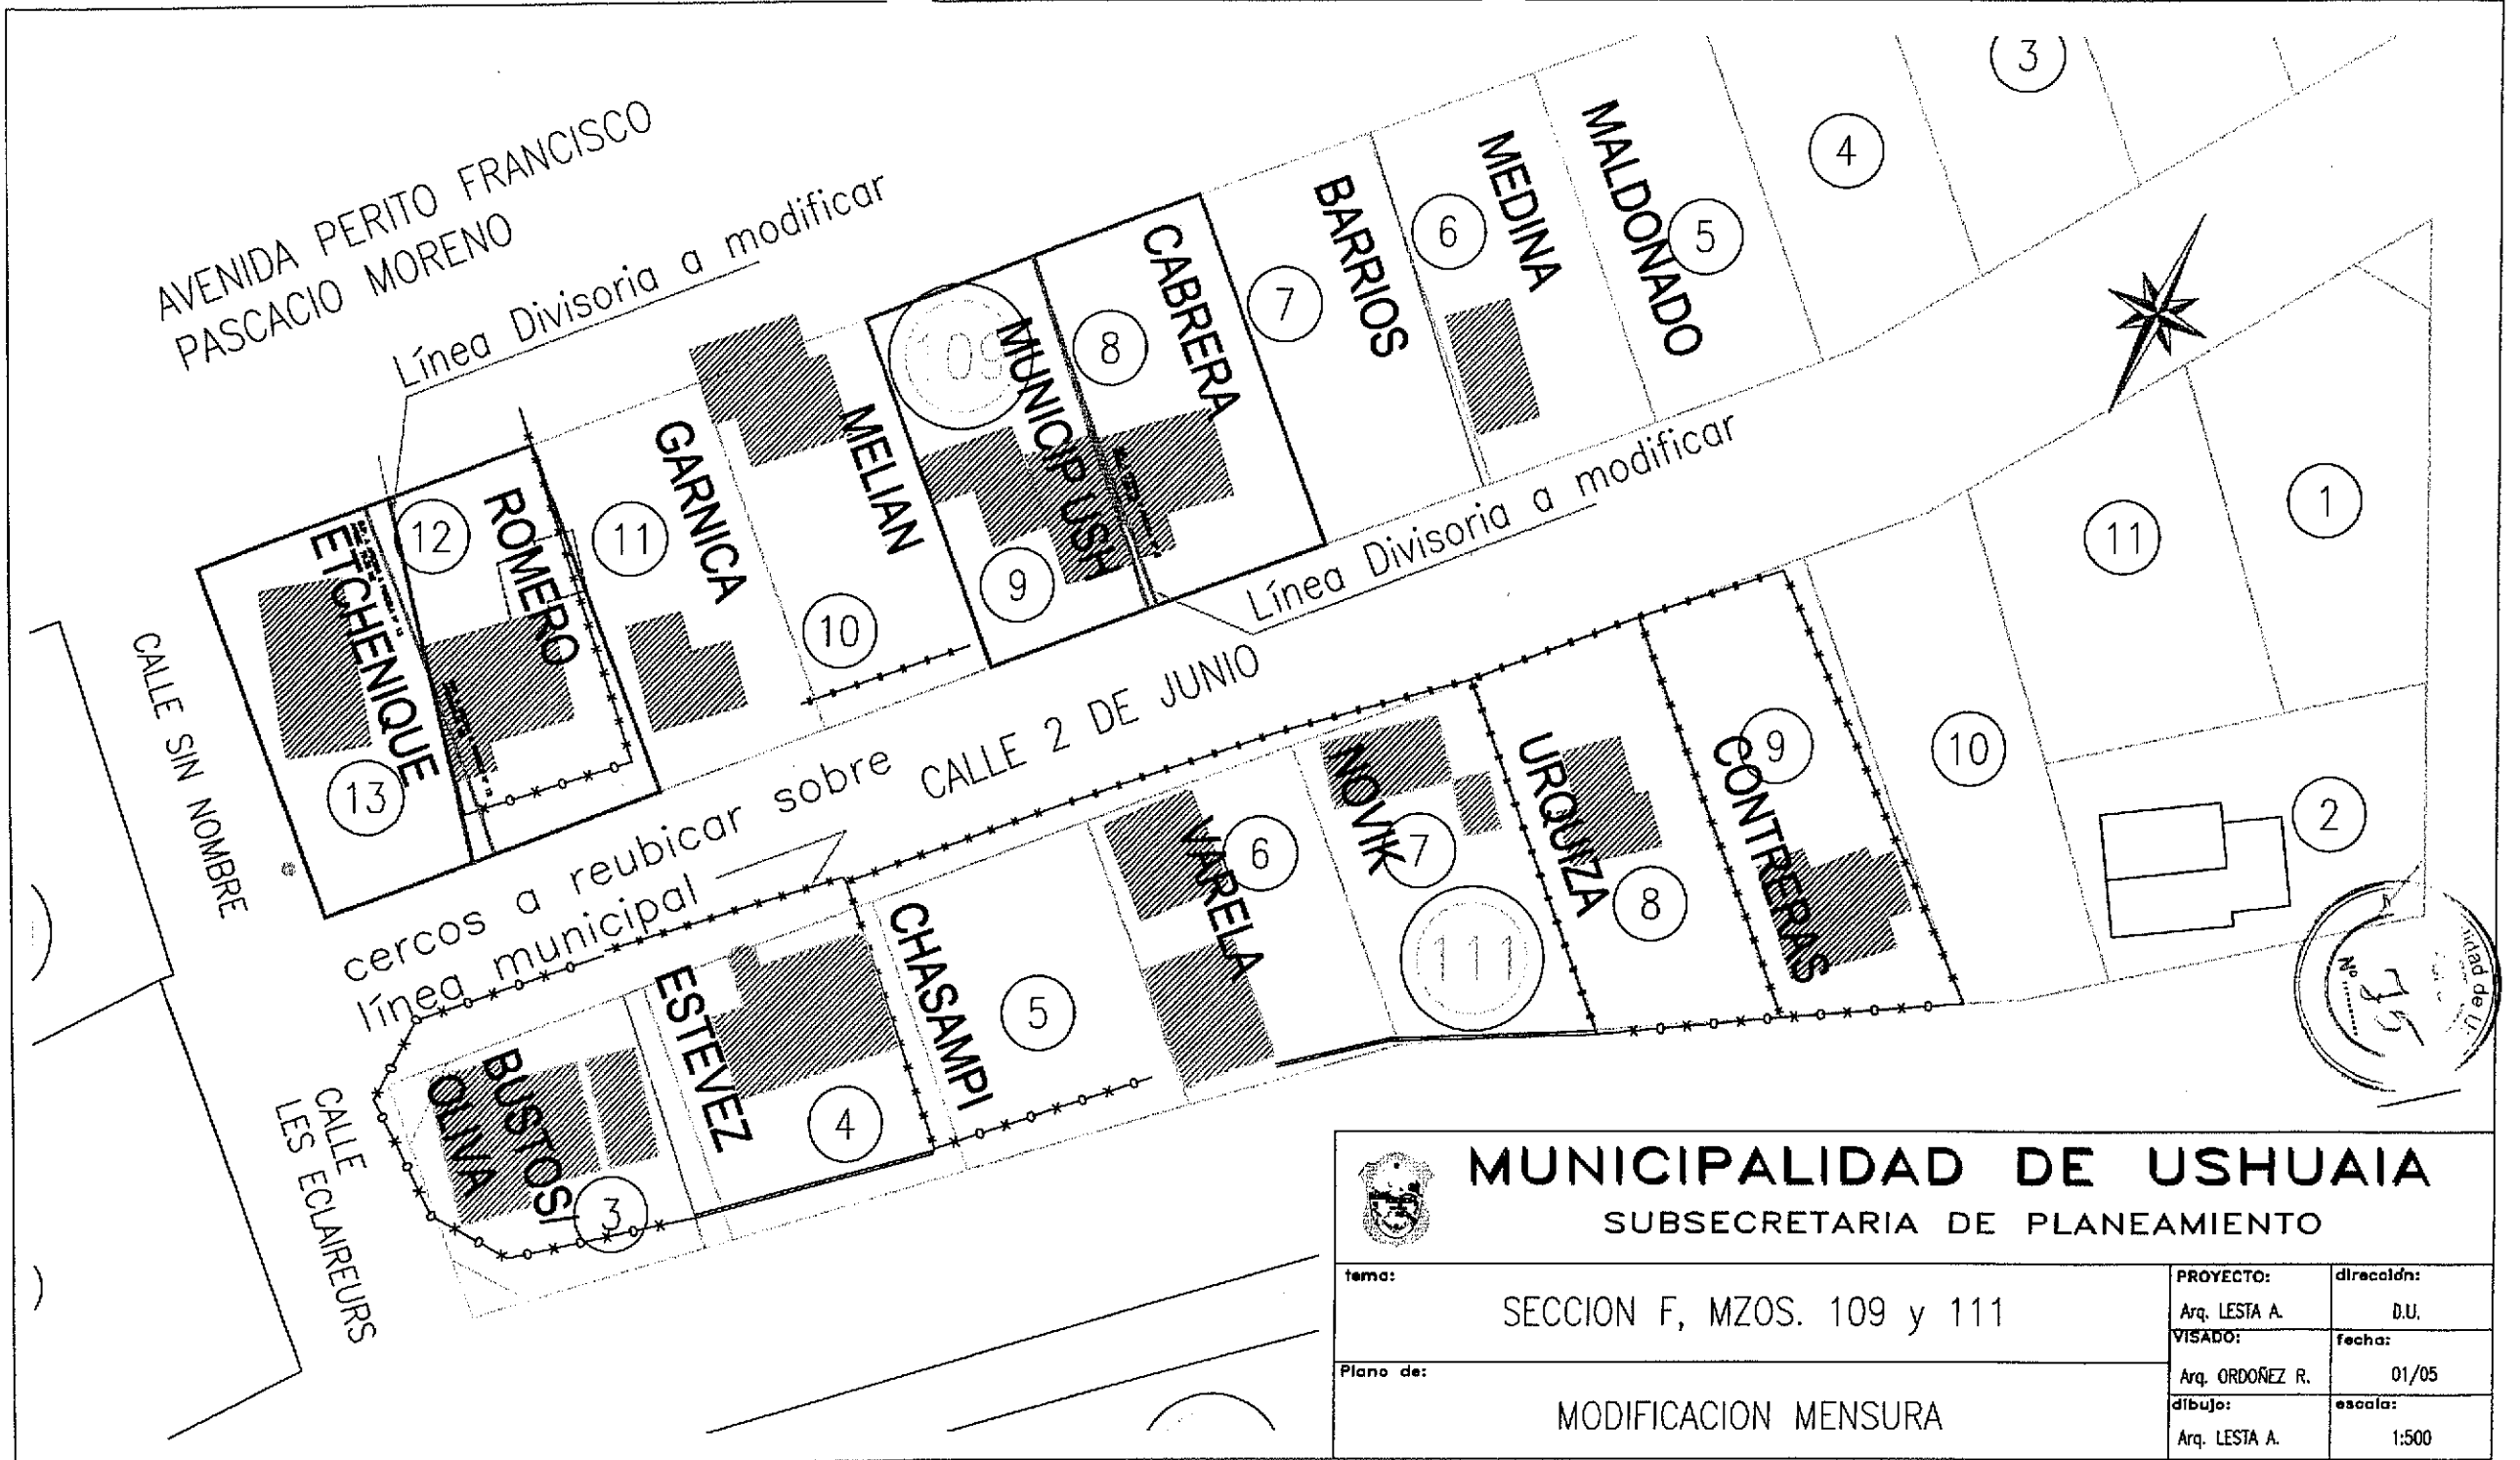 AVENIDA PERITO FRANCISCO
PASCACIO MORENO
Línea Divisoria a modificar
3
4
MALDONADO
5
MEDINA
6
BARRIOS
7
CABRERA
8
109
MUNICIP USH
9
MELIAN
10
GARNICA
11
ROMERO
12
ETCHENIQUE
13
Línea Divisoria a modificar
CALLE SIN NOMBRE
CALLE 2 DE JUNIO
cercos a reubicar sobre
línea municipal
1
11
2
10
9
CONTRERAS
URQUIZA
8
NOVIK
7
111
VARELA
6
CHASAMPI
5
ESTEVEZ
4
BUSTOS/
OLIVA
3
CALLE
LES ECLAIREURS
Nº
MUNICIPALIDAD DE USHUAIA
SUBSECRETARIA DE PLANEAMIENTO
tema:
SECCION F, MZOS. 109 y 111
Plano de:
MODIFICACION MENSURA
PROYECTO:
Arq. LESTA A.
dirección:
D.U.
VISADO:
Arq. ORDOÑEZ R.
fecha:
01/05
dibujo:
Arq. LESTA A.
escala:
1:500